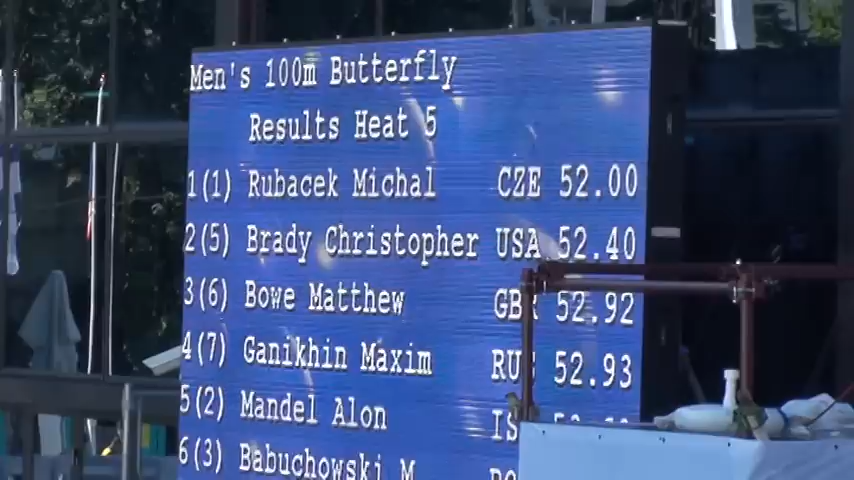 Men's 100m Butterfly
Results Heat 5
1(1) Rubacek Michal CZE 52.00
2(5) Brady Christopher USA 52.40
3(6) Bowe Matthew GBR 52.92
4(7) Ganikhin Maxim RUS 52.93
5(2) Mandel Alon
6(3) Babuchowski M